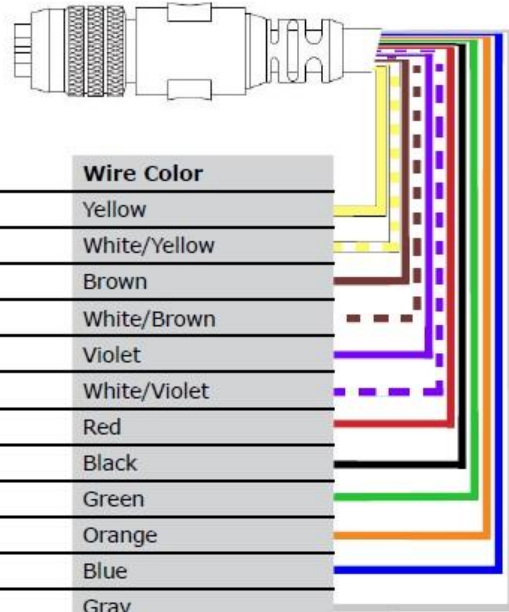 Wire Color
Yellow
White/Yellow
Brown
White/Brown
Violet
White/Violet
Red
Black
Green
Orange
Blue
Gray